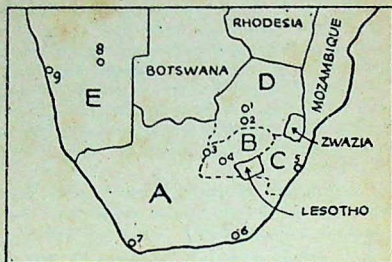 RHODESIA
8
9
BOTSWANA
MOZAMBIQUE
D
E
1
2
ZWAZIA
B
3
4
C
5
A
LESOTHO
6
7